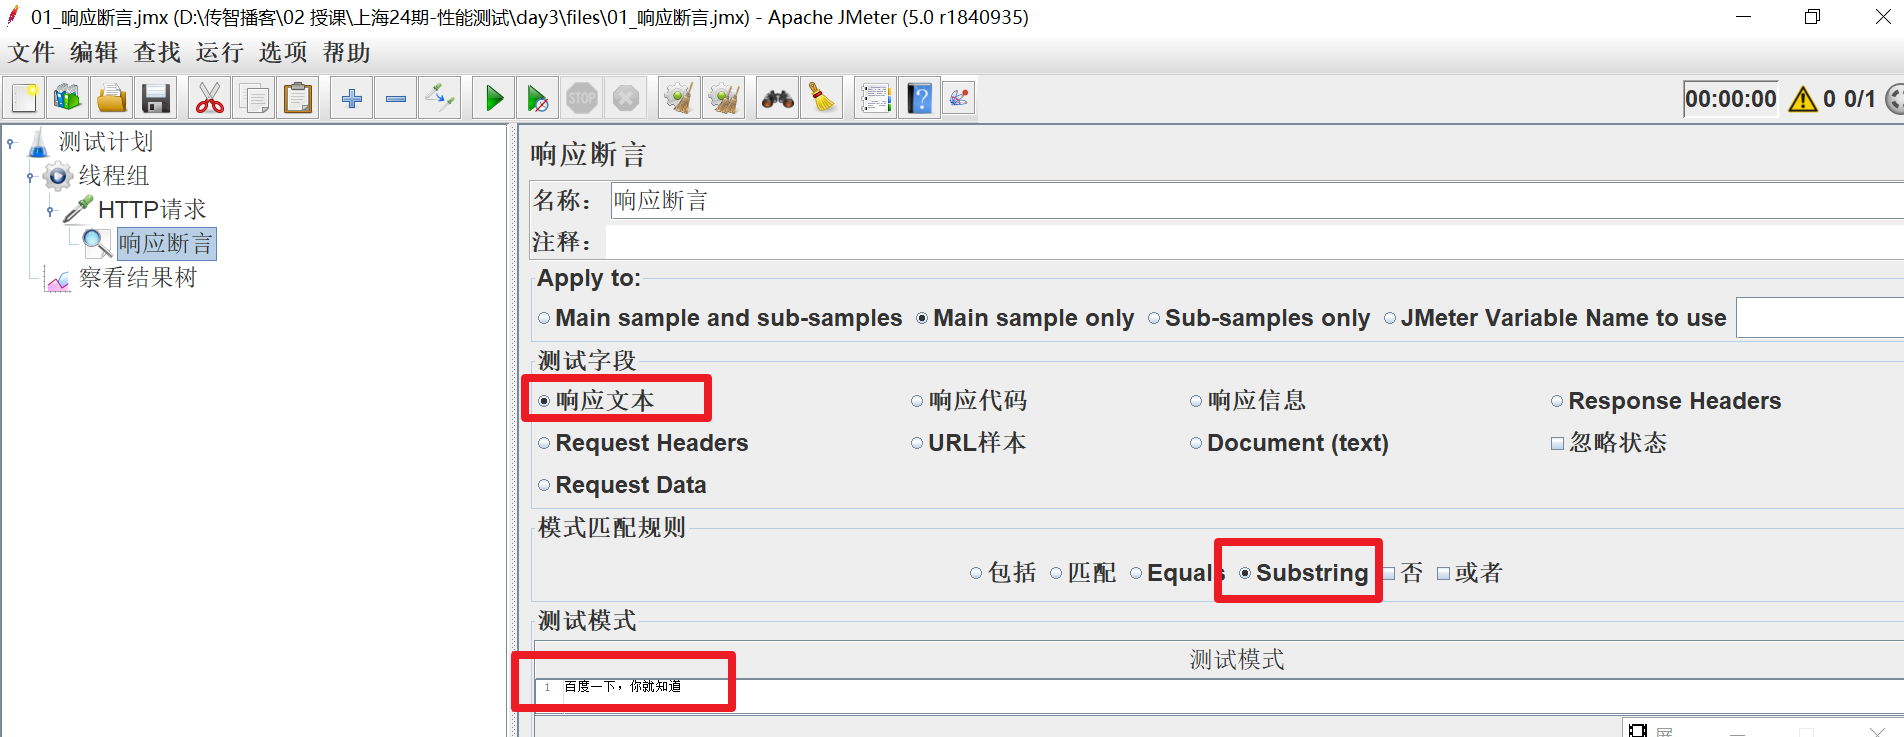 01_响应断言.jmx (D:\传智播客\02 授课\上海24期-性能测试\day3\files\01_响应断言.jmx) - Apache JMeter (5.0 r1840935)
文件 编辑 查找 运行 选项 帮助
00:00:00 0 0/1
测试计划
线程组
HTTP请求
响应断言
察看结果树
响应断言
名称： 响应断言
注释：
Apply to:
Main sample and sub-samples Main sample only Sub-samples only JMeter Variable Name to use
测试字段
响应文本 响应代码 响应信息 Response Headers
Request Headers URL样本 Document (text) 忽略状态
Request Data
模式匹配规则
包括 匹配 Equals Substring 否 或者
测试模式
测试模式
1 百度一下，你就知道